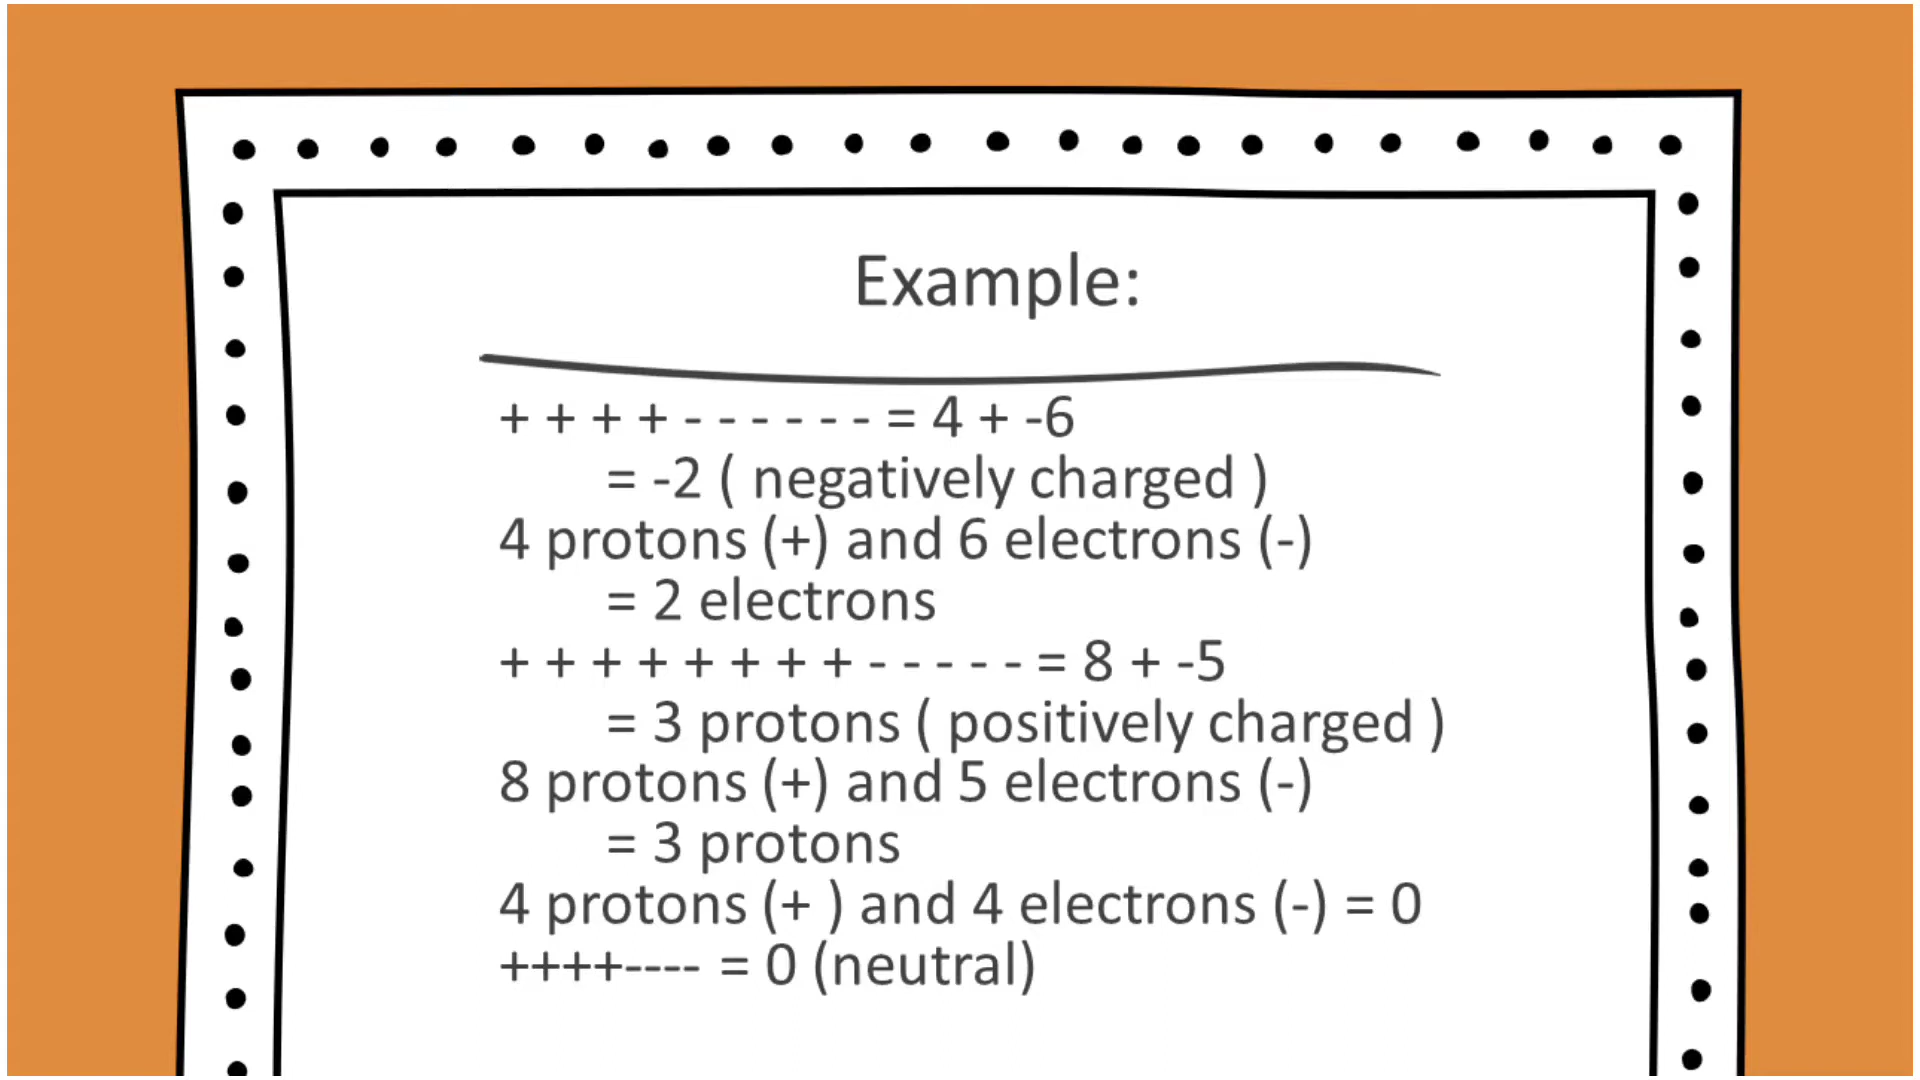 Example:
+ + + + - - - - - - = 4 + -6
= -2 ( negatively charged )
4 protons (+) and 6 electrons (-)
= 2 electrons
+ + + + + + + + - - - - - = 8 + -5
= 3 protons ( positively charged )
8 protons (+) and 5 electrons (-)
= 3 protons
4 protons (+ ) and 4 electrons (-) = 0
++++---- = 0 (neutral)